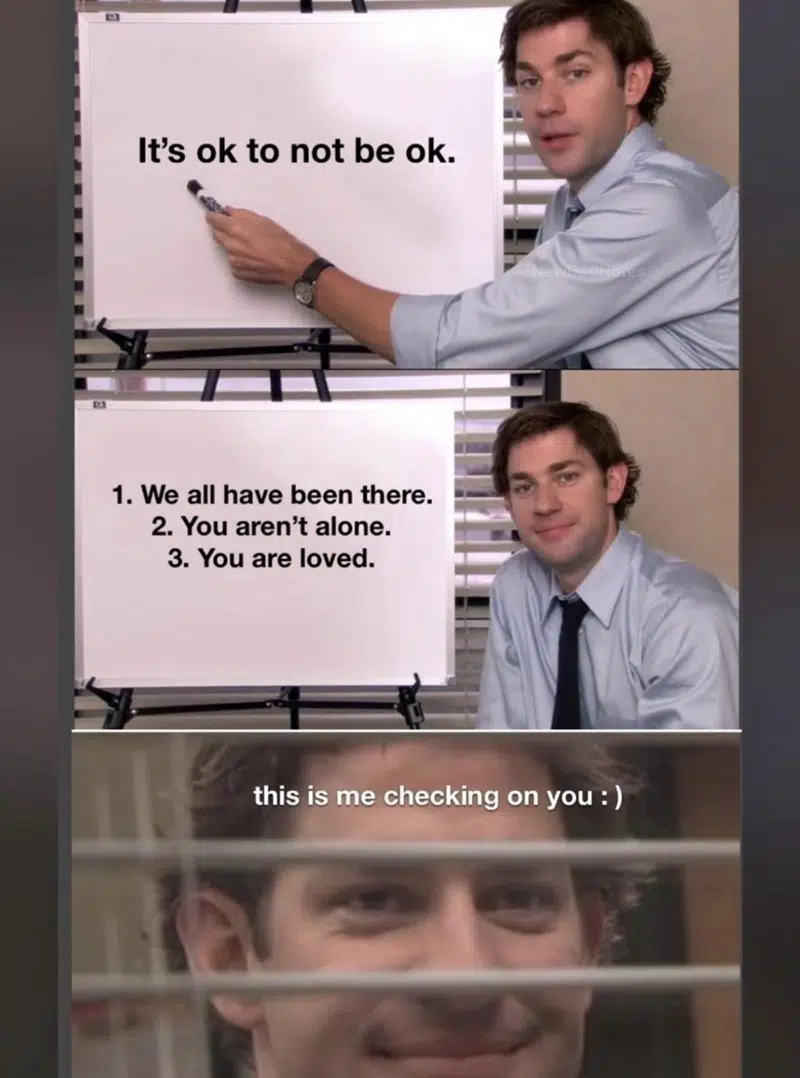 It's ok to not be ok.
1. We all have been there.
2. You aren't alone.
3. You are loved.
this is me checking on you : )